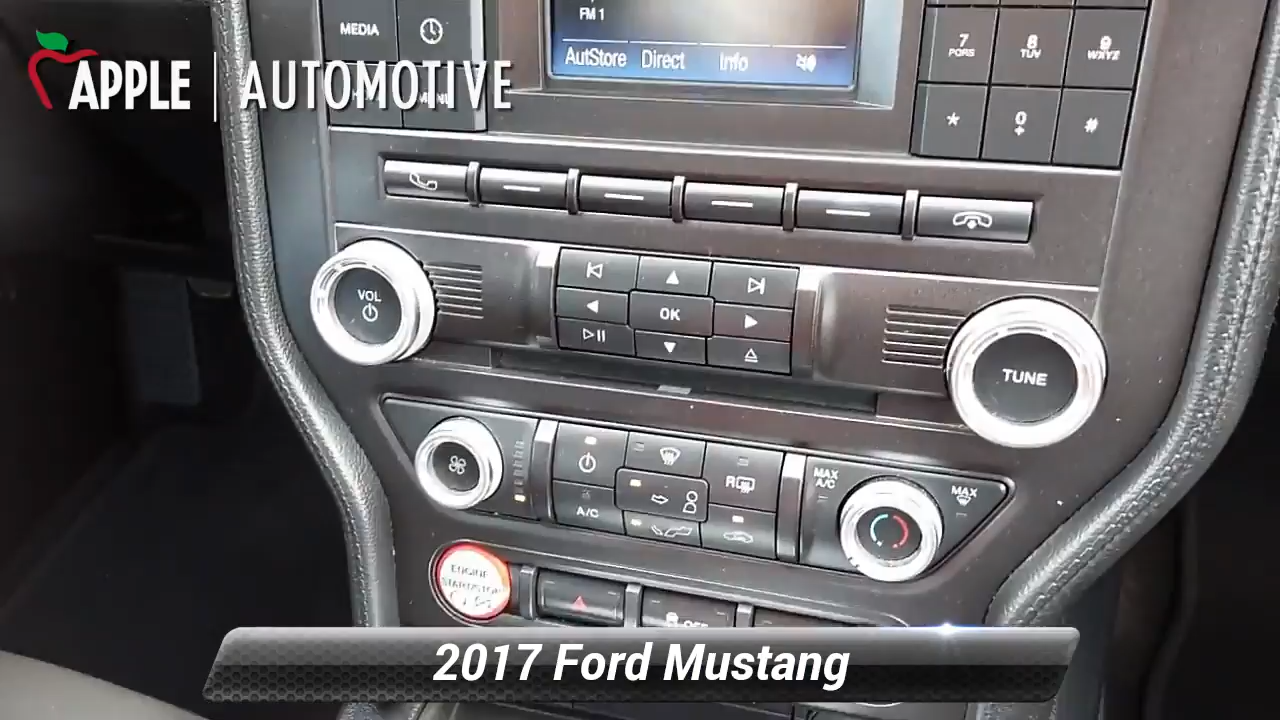 FM 1
MEDIA
AutStore Direct Info
7 PQRS
8 TUV
9 WXYZ
APPLE | AUTOMOTIVE
* 0 + #
VOL
OK
TUNE
MAX A/C
MAX
R
A/C
ENGINE
START/STOP
OFF
2017 Ford Mustang